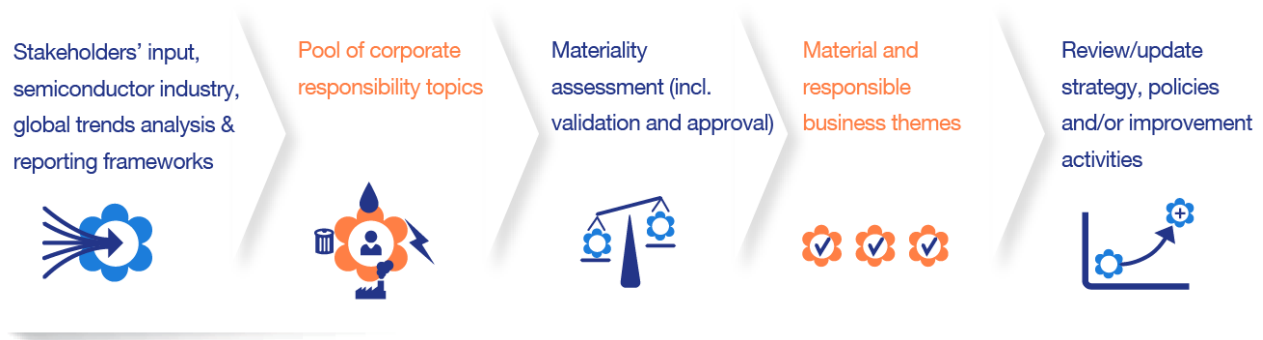 Stakeholders’ input,
semiconductor industry,
global trends analysis &
reporting frameworks
Pool of corporate
responsibility topics
Materiality
assessment (incl.
validation and approval)
Material and
responsible
business themes
Review/update
strategy, policies
and/or improvement
activities